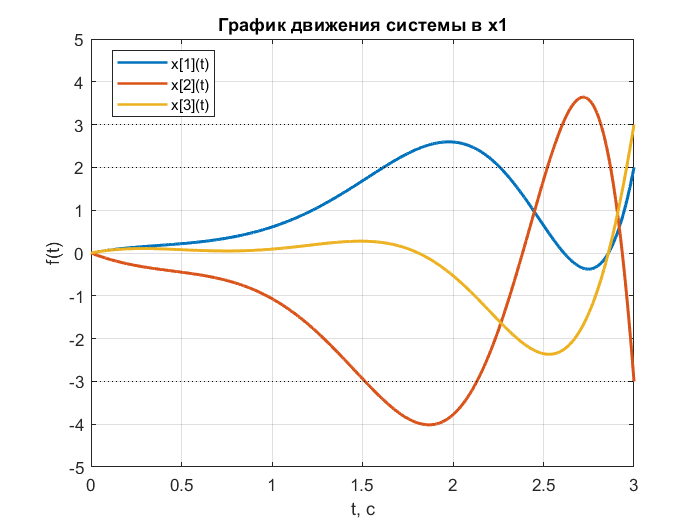 График движения системы в x1
x[1](t)
x[2](t)
x[3](t)
5
4
3
2
1
0
-1
-2
-3
-4
-5
f(t)
0 0.5 1 1.5 2 2.5 3
t, c